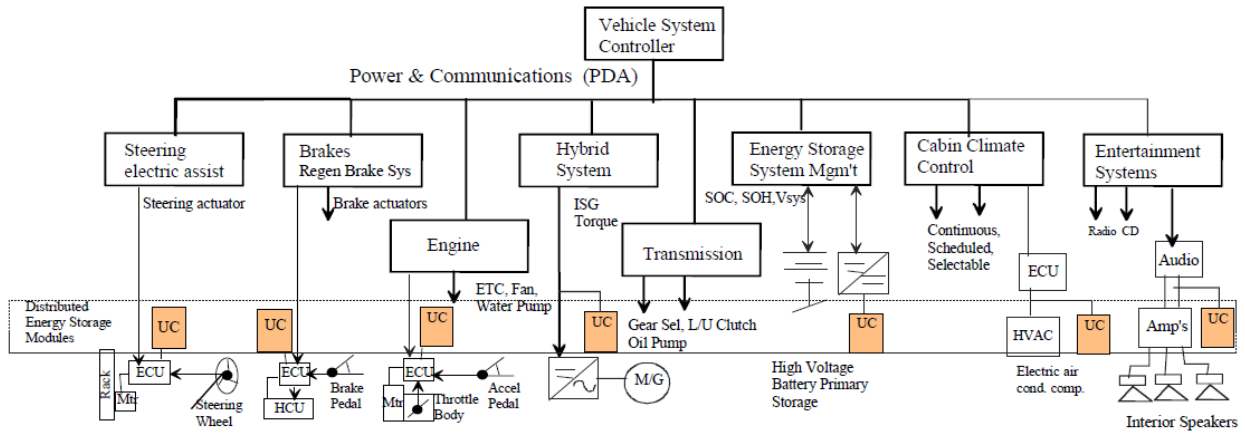 Vehicle System
Controller
Power & Communications (PDA)
Steering
electric assist
Brakes
Regen Brake Sys
Hybrid
System
Energy Storage
System Mgm't
Cabin Climate
Control
Entertainment
Systems
Steering actuator
Brake actuators
Engine
ISG
Torque
Transmission
SOC, SOH,Vsys
Continuous,
Scheduled,
Selectable
ECU
Radio CD
Audio
ETC, Fan,
Water Pump
Gear Sel, L/U Clutch
Oil Pump
Distributed
Energy Storage
Modules
UC
UC
UC
UC
UC
UC
UC
HVAC
Amp's
Rack
Mtr
ECU
Steering
Wheel
ECU
HCU
Brake
Pedal
ECU
Mtr
Throttle
Body
Accel
Pedal
M/G
High Voltage
Battery Primary
Storage
Electric air
cond. comp.
Interior Speakers